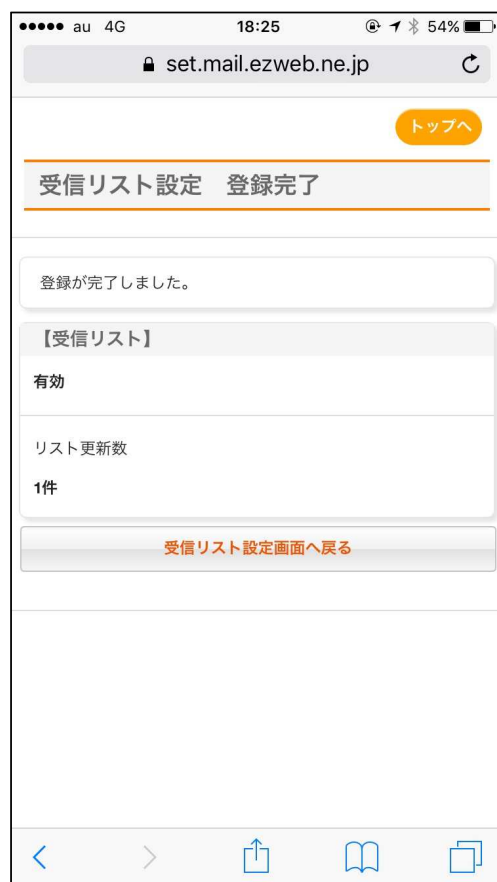 au 4G 18:25 54%
set.mail.ezweb.ne.jp
トップへ
受信リスト設定　登録完了
登録が完了しました。
【受信リスト】
有効
リスト更新数
1件
受信リスト設定画面へ戻る